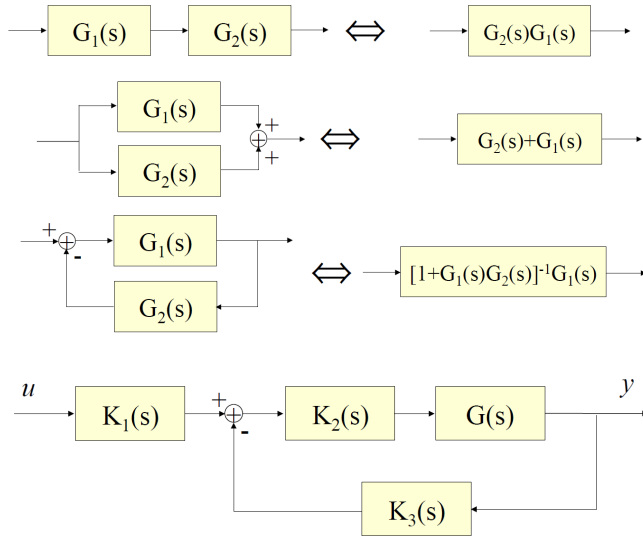 G₁(s) G₂(s) ⇔ G₂(s)G₁(s)
G₁(s)
+
+
G₂(s)
⇔ G₂(s)+G₁(s)
+
-
G₁(s)
G₂(s)
⇔ [1+G₁(s)G₂(s)]⁻¹G₁(s)
u y
K₁(s) + - K₂(s) G(s)
K₃(s)